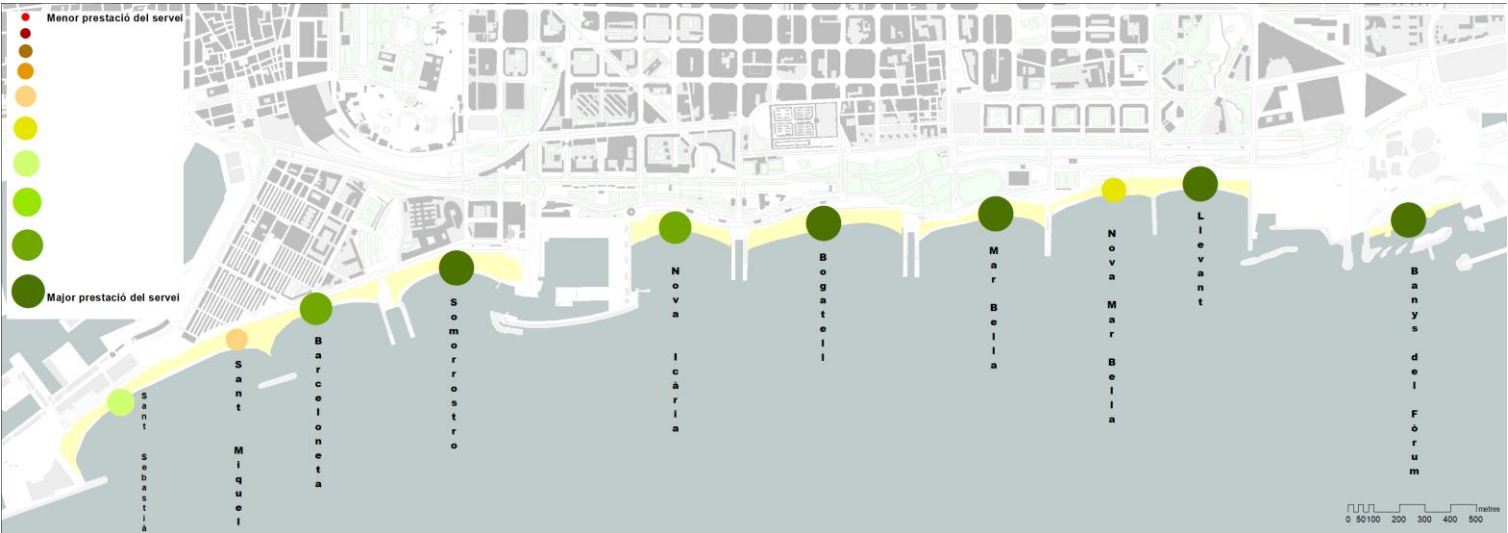 Menor prestació del servei
Major prestació del servei
Sant Sebastià
Sant Miquel
Barceloneta
Somorrostro
Nova Icària
Bogatell
Mar Bella
Nova Mar Bella
Llevant
Banys del Fòrum
metres
0 50 100 200 300 400 500